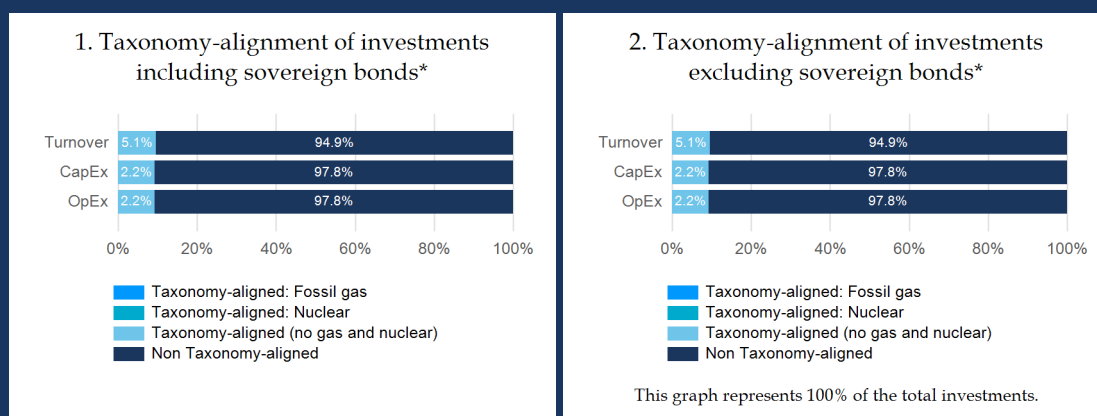 1. Taxonomy-alignment of investments
including sovereign bonds*
Turnover 5.1% 94.9%
CapEx 2.2% 97.8%
OpEx 2.2% 97.8%
0% 20% 40% 60% 80% 100%
Taxonomy-aligned: Fossil gas
Taxonomy-aligned: Nuclear
Taxonomy-aligned (no gas and nuclear)
Non Taxonomy-aligned
2. Taxonomy-alignment of investments
excluding sovereign bonds*
Turnover 5.1% 94.9%
CapEx 2.2% 97.8%
OpEx 2.2% 97.8%
0% 20% 40% 60% 80% 100%
Taxonomy-aligned: Fossil gas
Taxonomy-aligned: Nuclear
Taxonomy-aligned (no gas and nuclear)
Non Taxonomy-aligned
This graph represents 100% of the total investments.